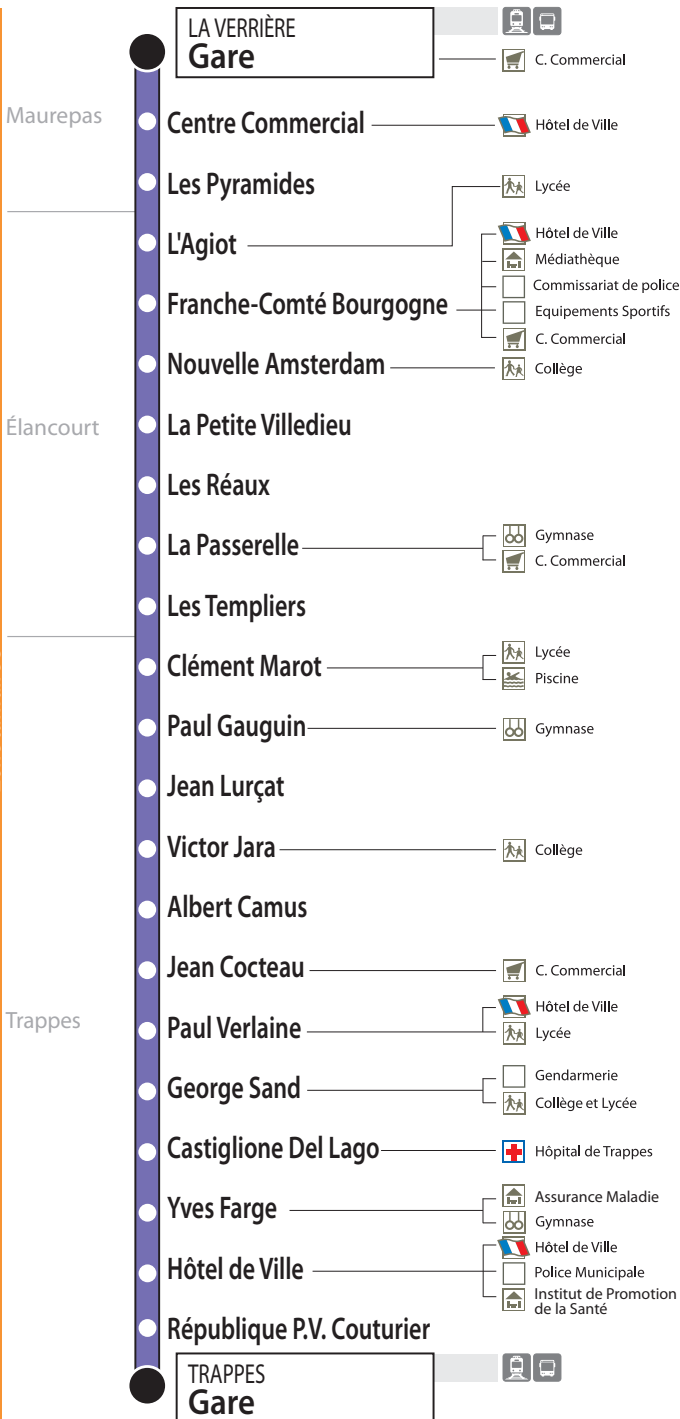 LA VERRIÈRE
Gare
C. Commercial
Maurepas
Centre Commercial
Hôtel de Ville
Les Pyramides
Lycée
L'Agiot
Hôtel de Ville
Médiathèque
Commissariat de police
Franche-Comté Bourgogne
Equipements Sportifs
C. Commercial
Nouvelle Amsterdam
Collège
Élancourt
La Petite Villedieu
Les Réaux
La Passerelle
Gymnase
C. Commercial
Les Templiers
Clément Marot
Lycée
Piscine
Paul Gauguin
Gymnase
Jean Lurçat
Victor Jara
Collège
Albert Camus
Jean Cocteau
C. Commercial
Trappes
Paul Verlaine
Hôtel de Ville
Lycée
George Sand
Gendarmerie
Collège et Lycée
Castiglione Del Lago
Hôpital de Trappes
Yves Farge
Assurance Maladie
Gymnase
Hôtel de Ville
Hôtel de Ville
Police Municipale
Institut de Promotion
de la Santé
République P.V. Couturier
TRAPPES
Gare